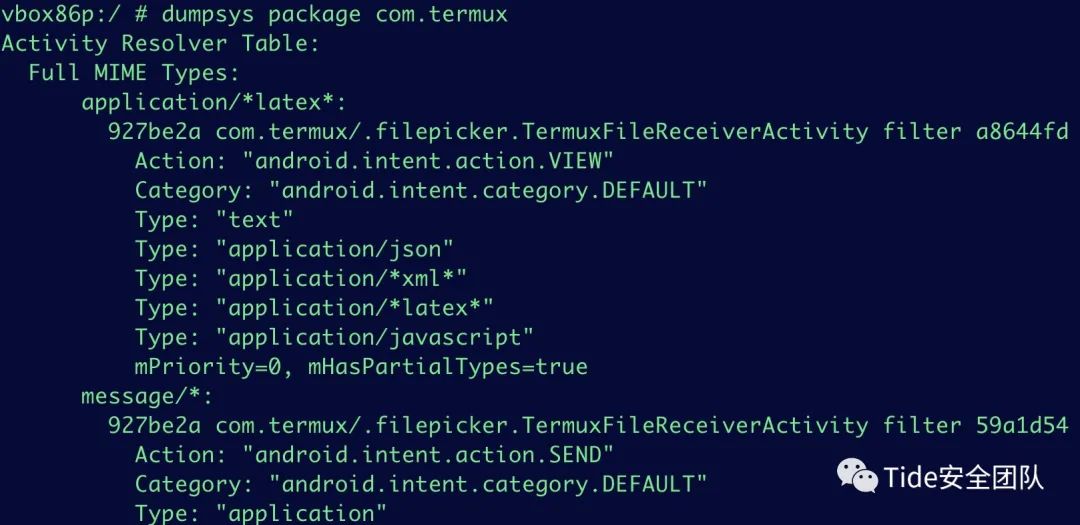 vbox86p:/ # dumpsys package com.termux
Activity Resolver Table:
  Full MIME Types:
      application/*latex*:
        927be2a com.termux/.filepicker.TermuxFileReceiverActivity filter a8644fd
          Action: "android.intent.action.VIEW"
          Category: "android.intent.category.DEFAULT"
          Type: "text"
          Type: "application/json"
          Type: "application/*xml*"
          Type: "application/*latex*"
          Type: "application/javascript"
          mPriority=0, mHasPartialTypes=true
      message/*:
        927be2a com.termux/.filepicker.TermuxFileReceiverActivity filter 59a1d54
          Action: "android.intent.action.SEND"
          Category: "android.intent.category.DEFAULT"
          Type: "application"
Tide安全团队